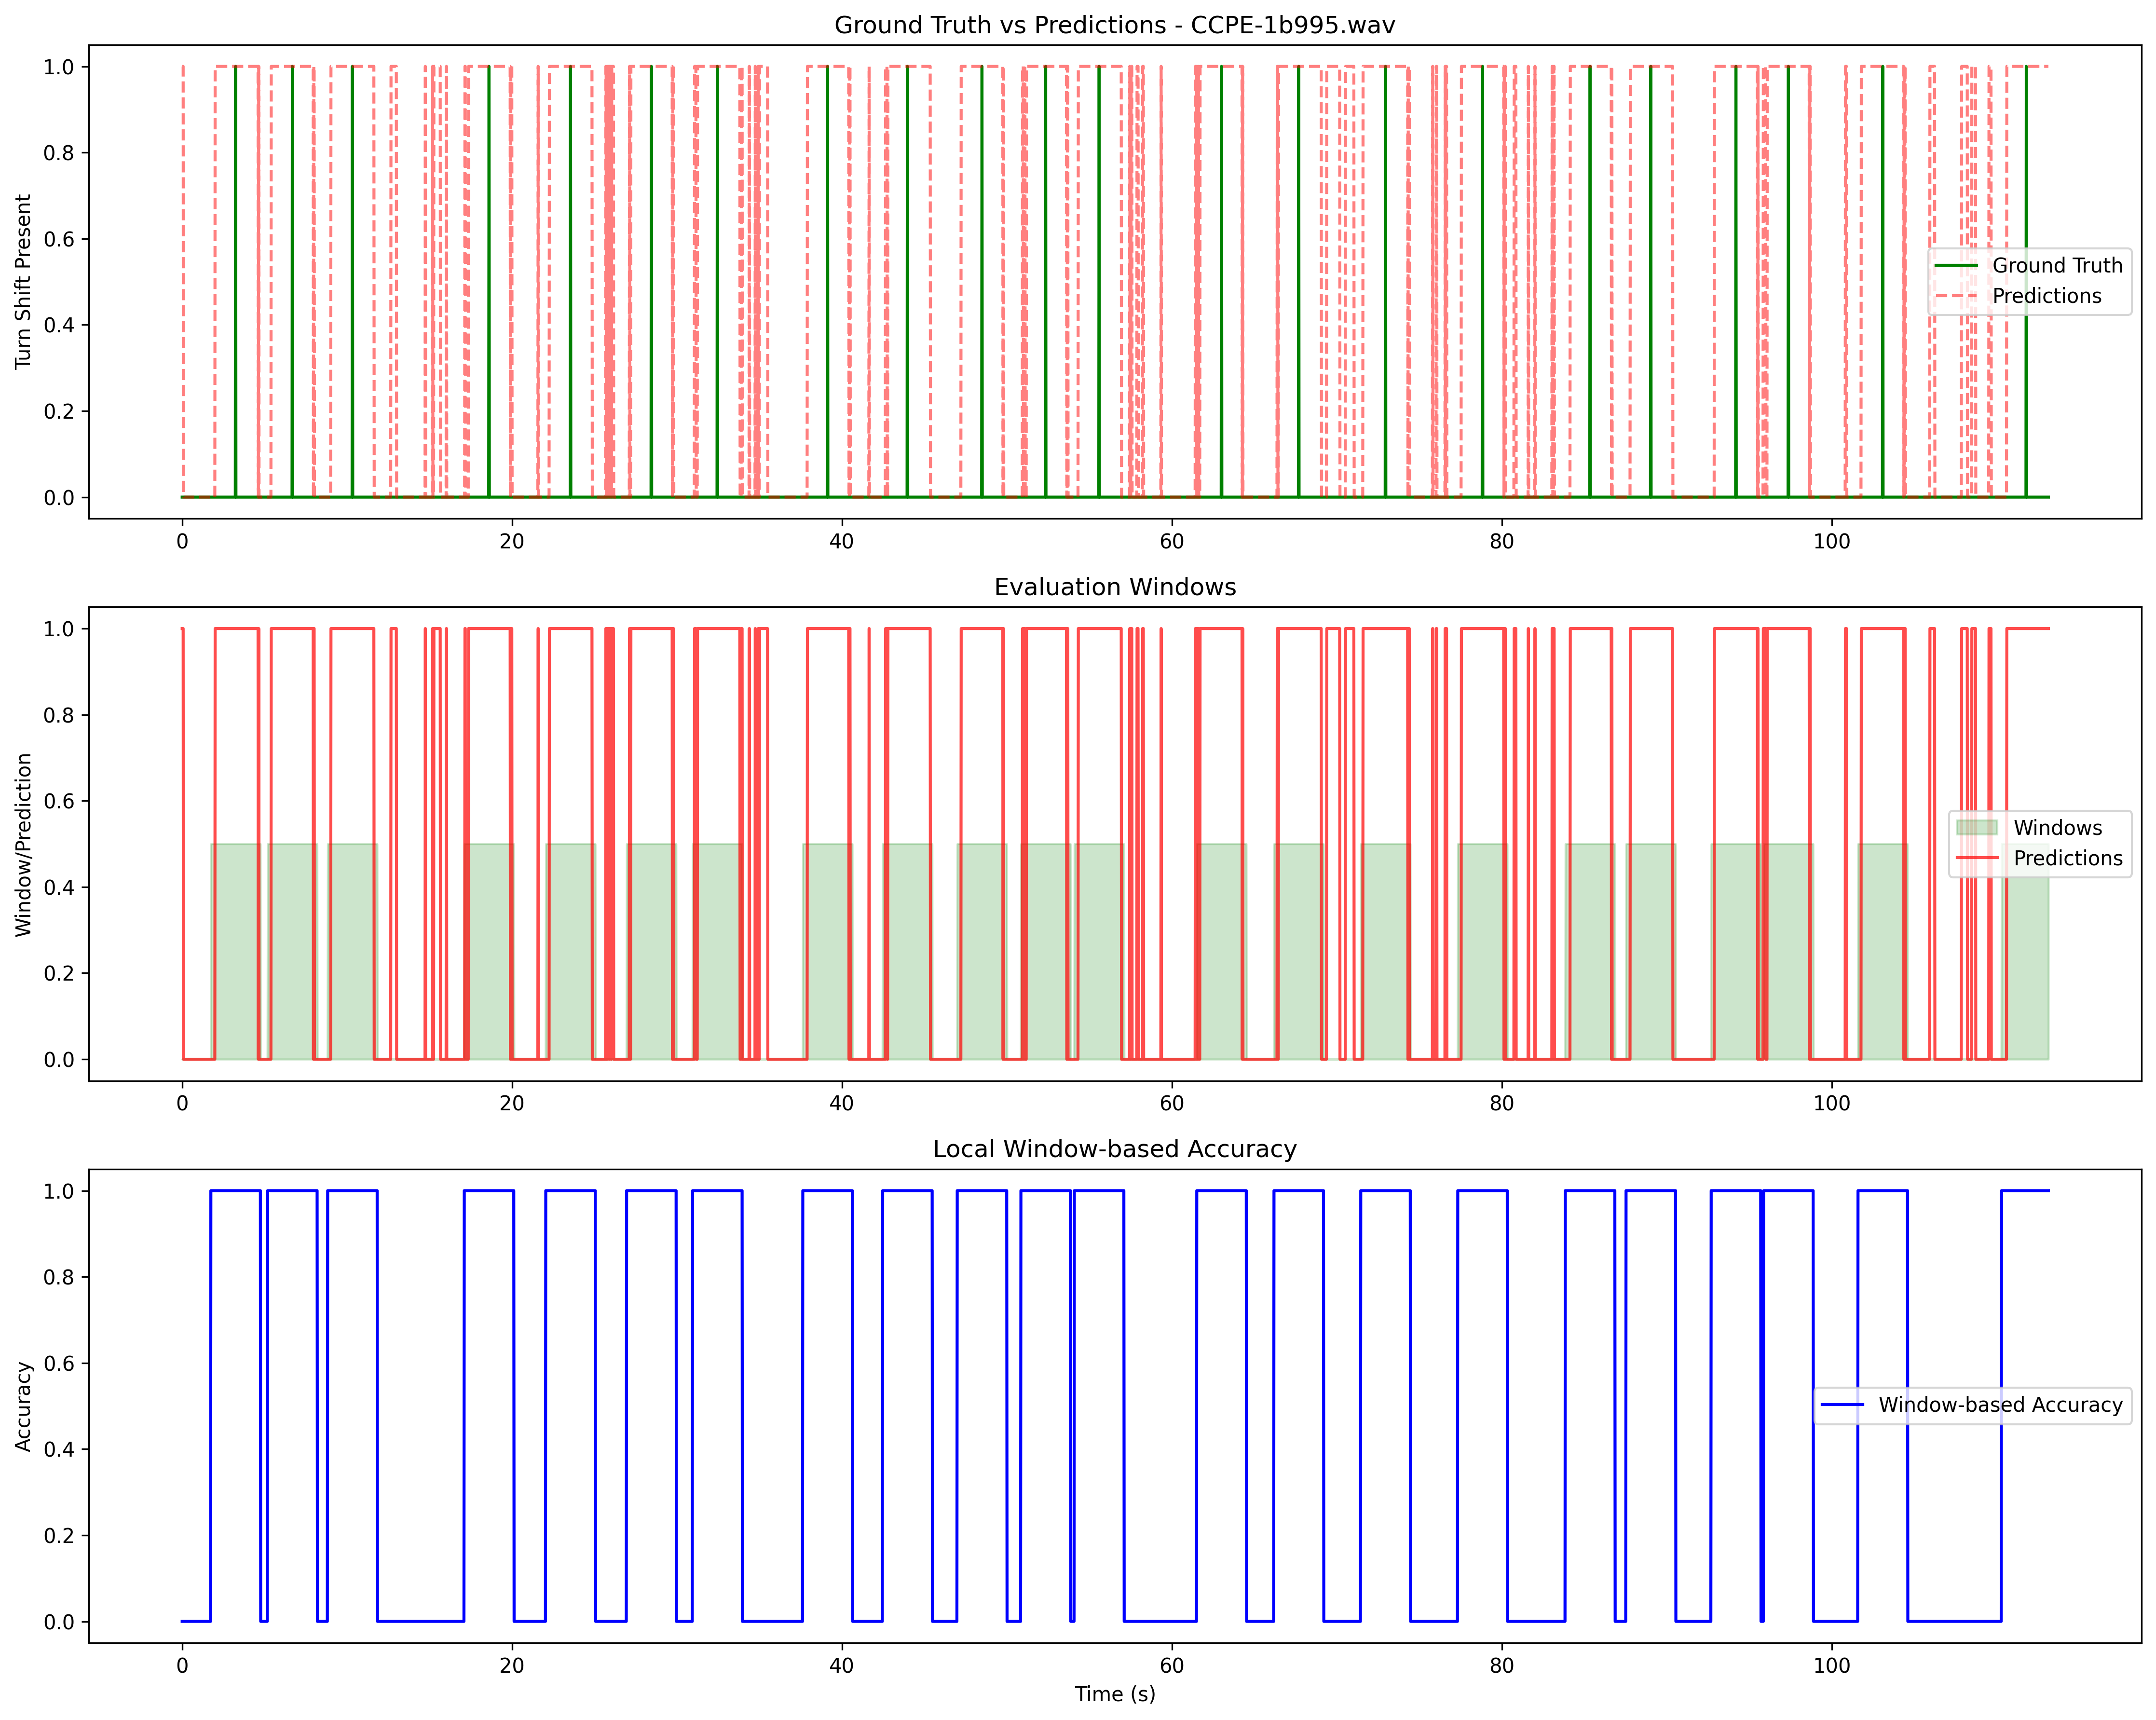 Ground Truth vs Predictions - CCPE-1b995.wav
Turn Shift Present
1.0
0.8
0.6
0.4
0.2
0.0
Ground Truth
Predictions
0 20 40 60 80 100
Evaluation Windows
Window/Prediction
1.0
0.8
0.6
0.4
0.2
0.0
Windows
Predictions
0 20 40 60 80 100
Local Window-based Accuracy
Accuracy
1.0
0.8
0.6
0.4
0.2
0.0
Window-based Accuracy
0 20 40 60 80 100
Time (s)